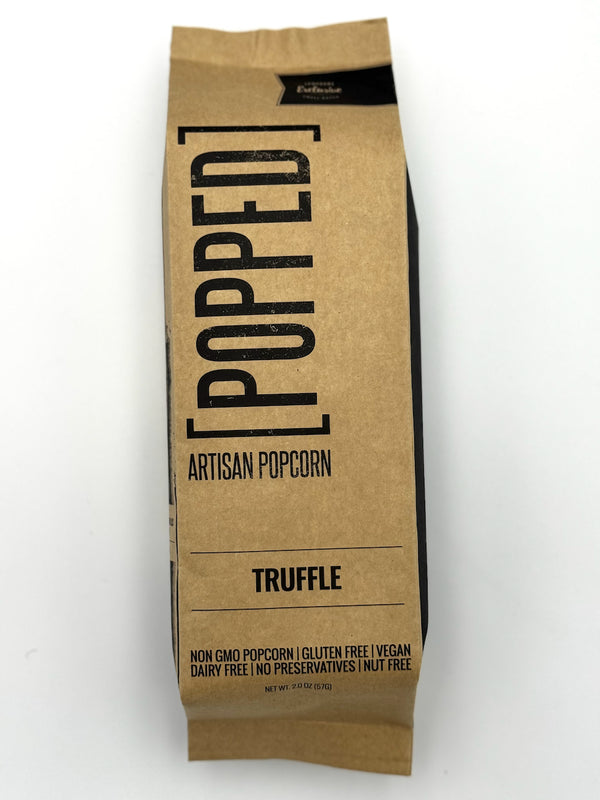 Exclusive
[POPPED]
ARTISAN POPCORN
TRUFFLE
NON GMO POPCORN | GLUTEN FREE | VEGAN
DAIRY FREE | NO PRESERVATIVES | NUT FREE
NET WT. 2.0 OZ (57G)